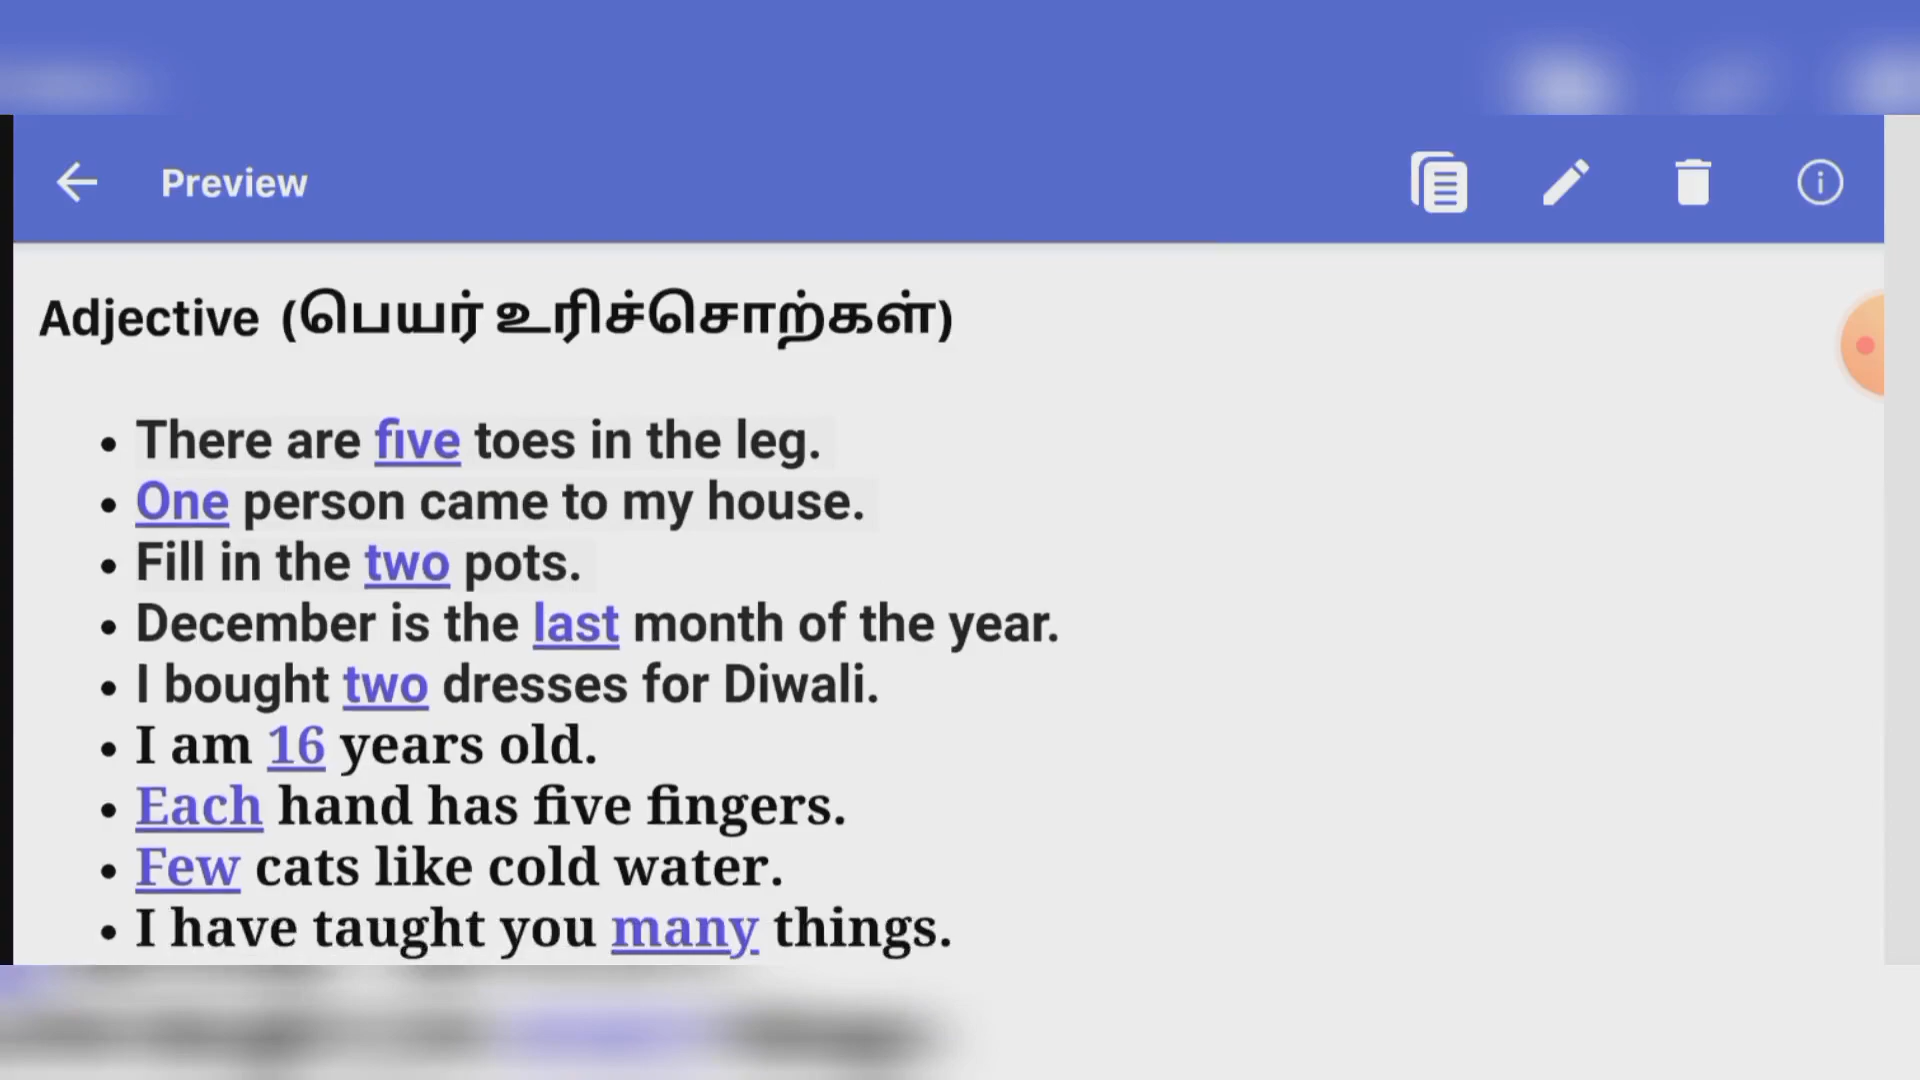 Preview
Adjective (பெயர் உரிச்சொற்கள்)
• There are five toes in the leg.
• One person came to my house.
• Fill in the two pots.
• December is the last month of the year.
• I bought two dresses for Diwali.
• I am 16 years old.
• Each hand has five fingers.
• Few cats like cold water.
• I have taught you many things.